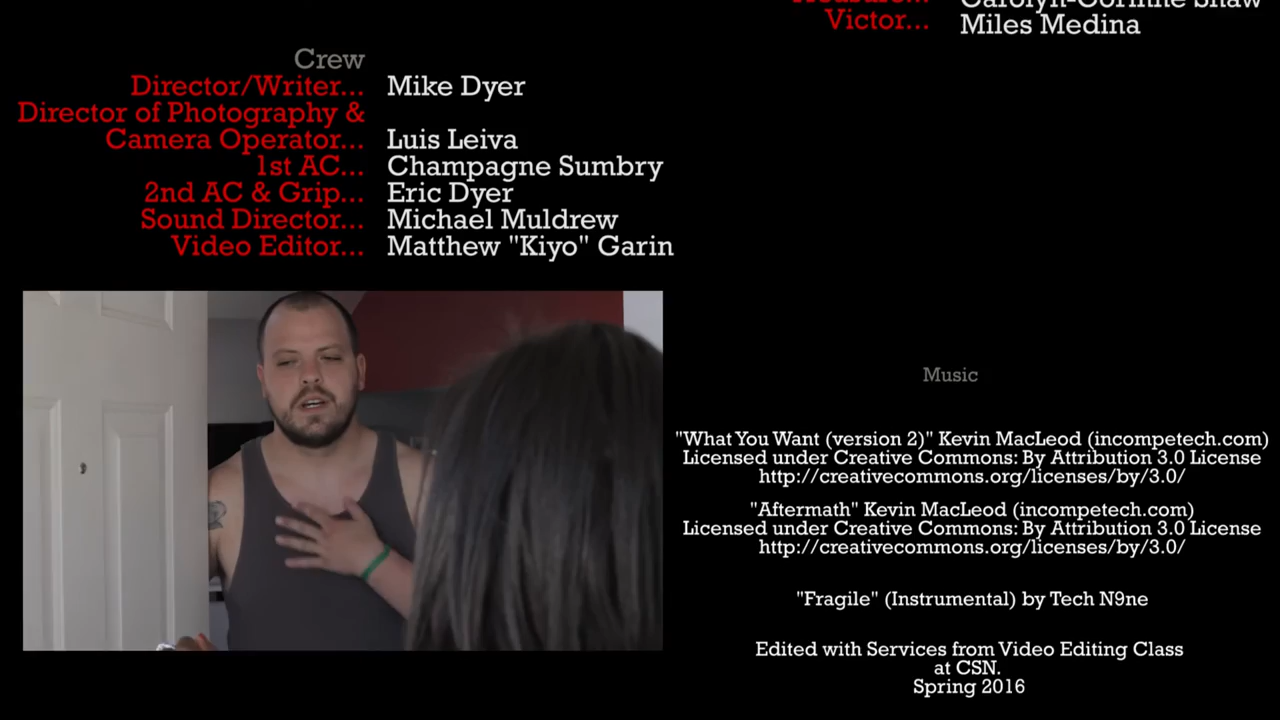 Victor... Miles Medina
Crew
Director/Writer... Mike Dyer
Director of Photography &
Camera Operator... Luis Leiva
1st AC... Champagne Sumbry
2nd AC & Grip... Eric Dyer
Sound Director... Michael Muldrew
Video Editor... Matthew "Kiyo" Garin
Music
"What You Want (version 2)" Kevin MacLeod (incompetech.com)
Licensed under Creative Commons: By Attribution 3.0 License
http://creativecommons.org/licenses/by/3.0/
"Aftermath" Kevin MacLeod (incompetech.com)
Licensed under Creative Commons: By Attribution 3.0 License
http://creativecommons.org/licenses/by/3.0/
"Fragile" (Instrumental) by Tech N9ne
Edited with Services from Video Editing Class
at CSN.
Spring 2016